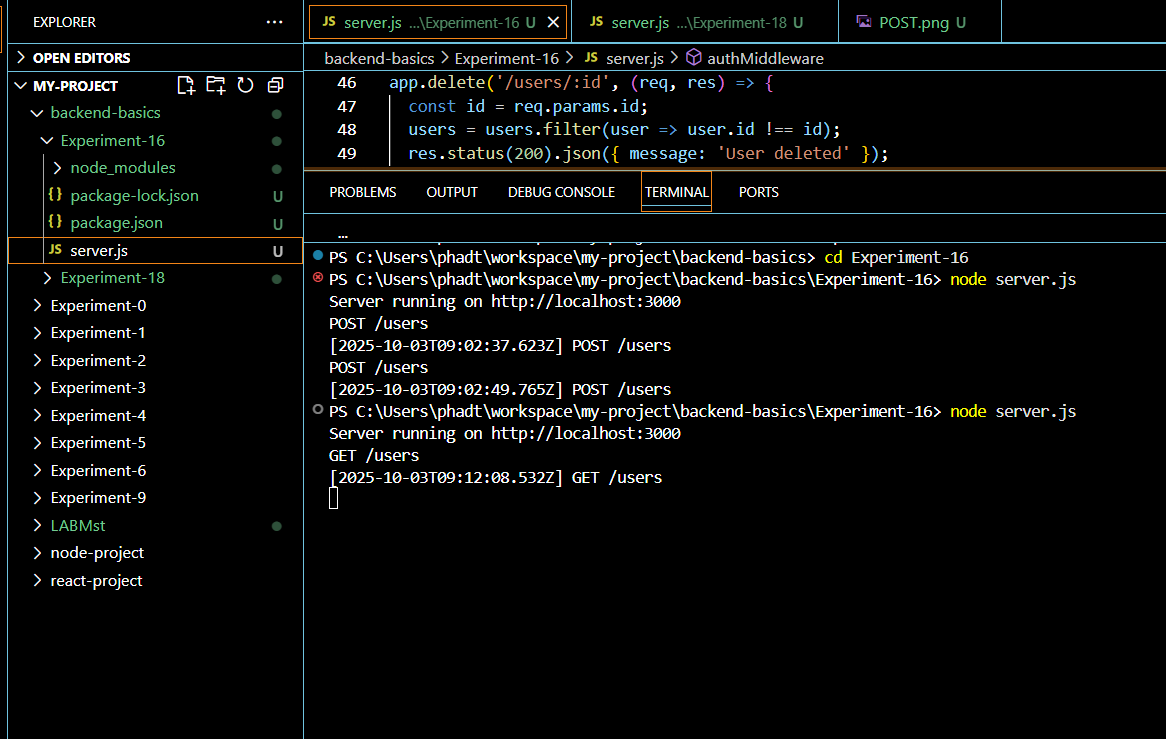 EXPLORER ...
OPEN EDITORS
MY-PROJECT
backend-basics
Experiment-16
node_modules
{} package-lock.json U
{} package.json U
JS server.js U
Experiment-18
Experiment-0
Experiment-1
Experiment-2
Experiment-3
Experiment-4
Experiment-5
Experiment-6
Experiment-9
LABMst
node-project
react-project
JS server.js ...\Experiment-16 U
JS server.js ...\Experiment-18 U
POST.png U
backend-basics > Experiment-16 > JS server.js > authMiddleware
46 app.delete('/users/:id', (req, res) => {
47 const id = req.params.id;
48 users = users.filter(user => user.id !== id);
49 res.status(200).json({ message: 'User deleted' });
PROBLEMS OUTPUT DEBUG CONSOLE TERMINAL PORTS
...
PS C:\Users\phadt\workspace\my-project\backend-basics> cd Experiment-16
PS C:\Users\phadt\workspace\my-project\backend-basics\Experiment-16> node server.js
Server running on http://localhost:3000
POST /users
[2025-10-03T09:02:37.623Z] POST /users
POST /users
[2025-10-03T09:02:49.765Z] POST /users
PS C:\Users\phadt\workspace\my-project\backend-basics\Experiment-16> node server.js
Server running on http://localhost:3000
GET /users
[2025-10-03T09:12:08.532Z] GET /users